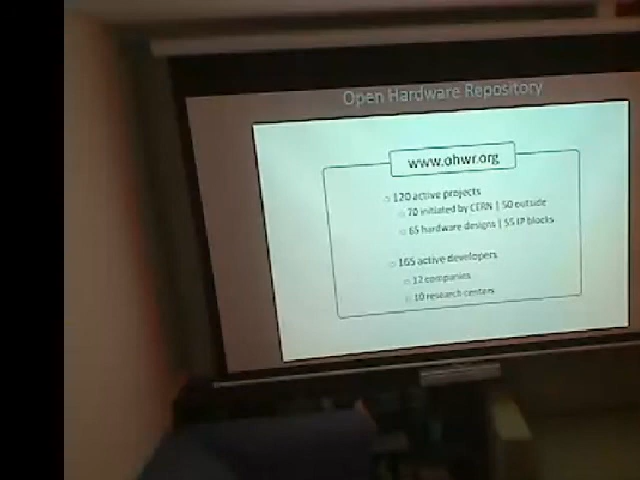 Open Hardware Repository
www.ohwr.org
120 active projects
70 initiated by CERN | 50 outside
65 hardware designs | 55 IP blocks
165 active developers
12 companies
10 research centers